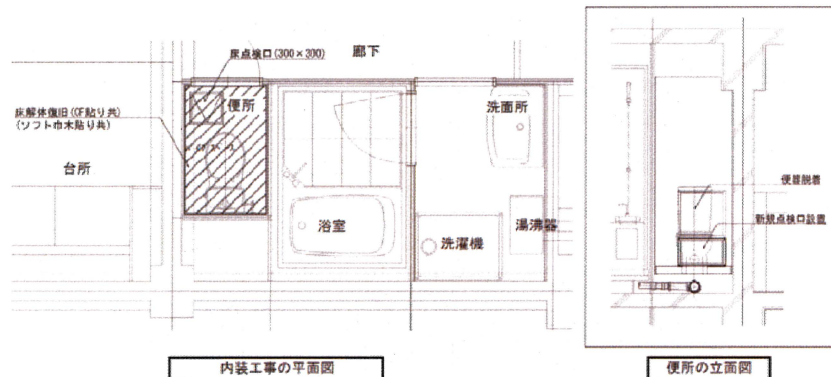 床点検口(300×300)
廊下
便所
洗面所
床解体復旧(CF貼り共)
(ソフト巾木貼り共)
台所
浴室
洗濯機
湯沸器
便器脱着
新規点検口設置
内装工事の平面図
便所の立面図